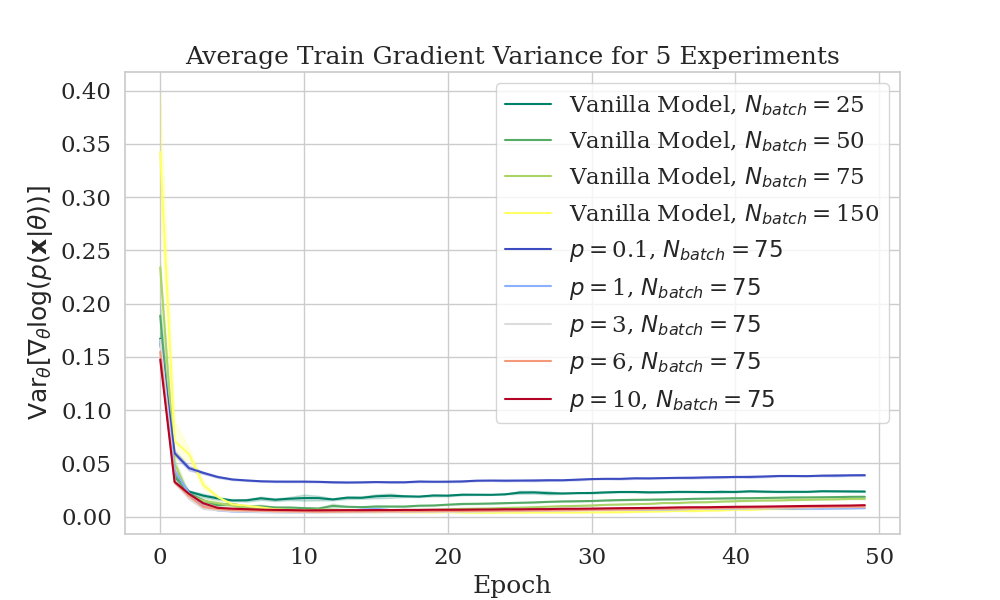 Average Train Gradient Variance for 5 Experiments
0.40
0.35
0.30
0.25
0.20
0.15
0.10
0.05
0.00
Var_θ[∇_θ log(p(𝐱|θ))]
Vanilla Model, N_batch = 25
Vanilla Model, N_batch = 50
Vanilla Model, N_batch = 75
Vanilla Model, N_batch = 150
p = 0.1, N_batch = 75
p = 1, N_batch = 75
p = 3, N_batch = 75
p = 6, N_batch = 75
p = 10, N_batch = 75
0 10 20 30 40 50
Epoch